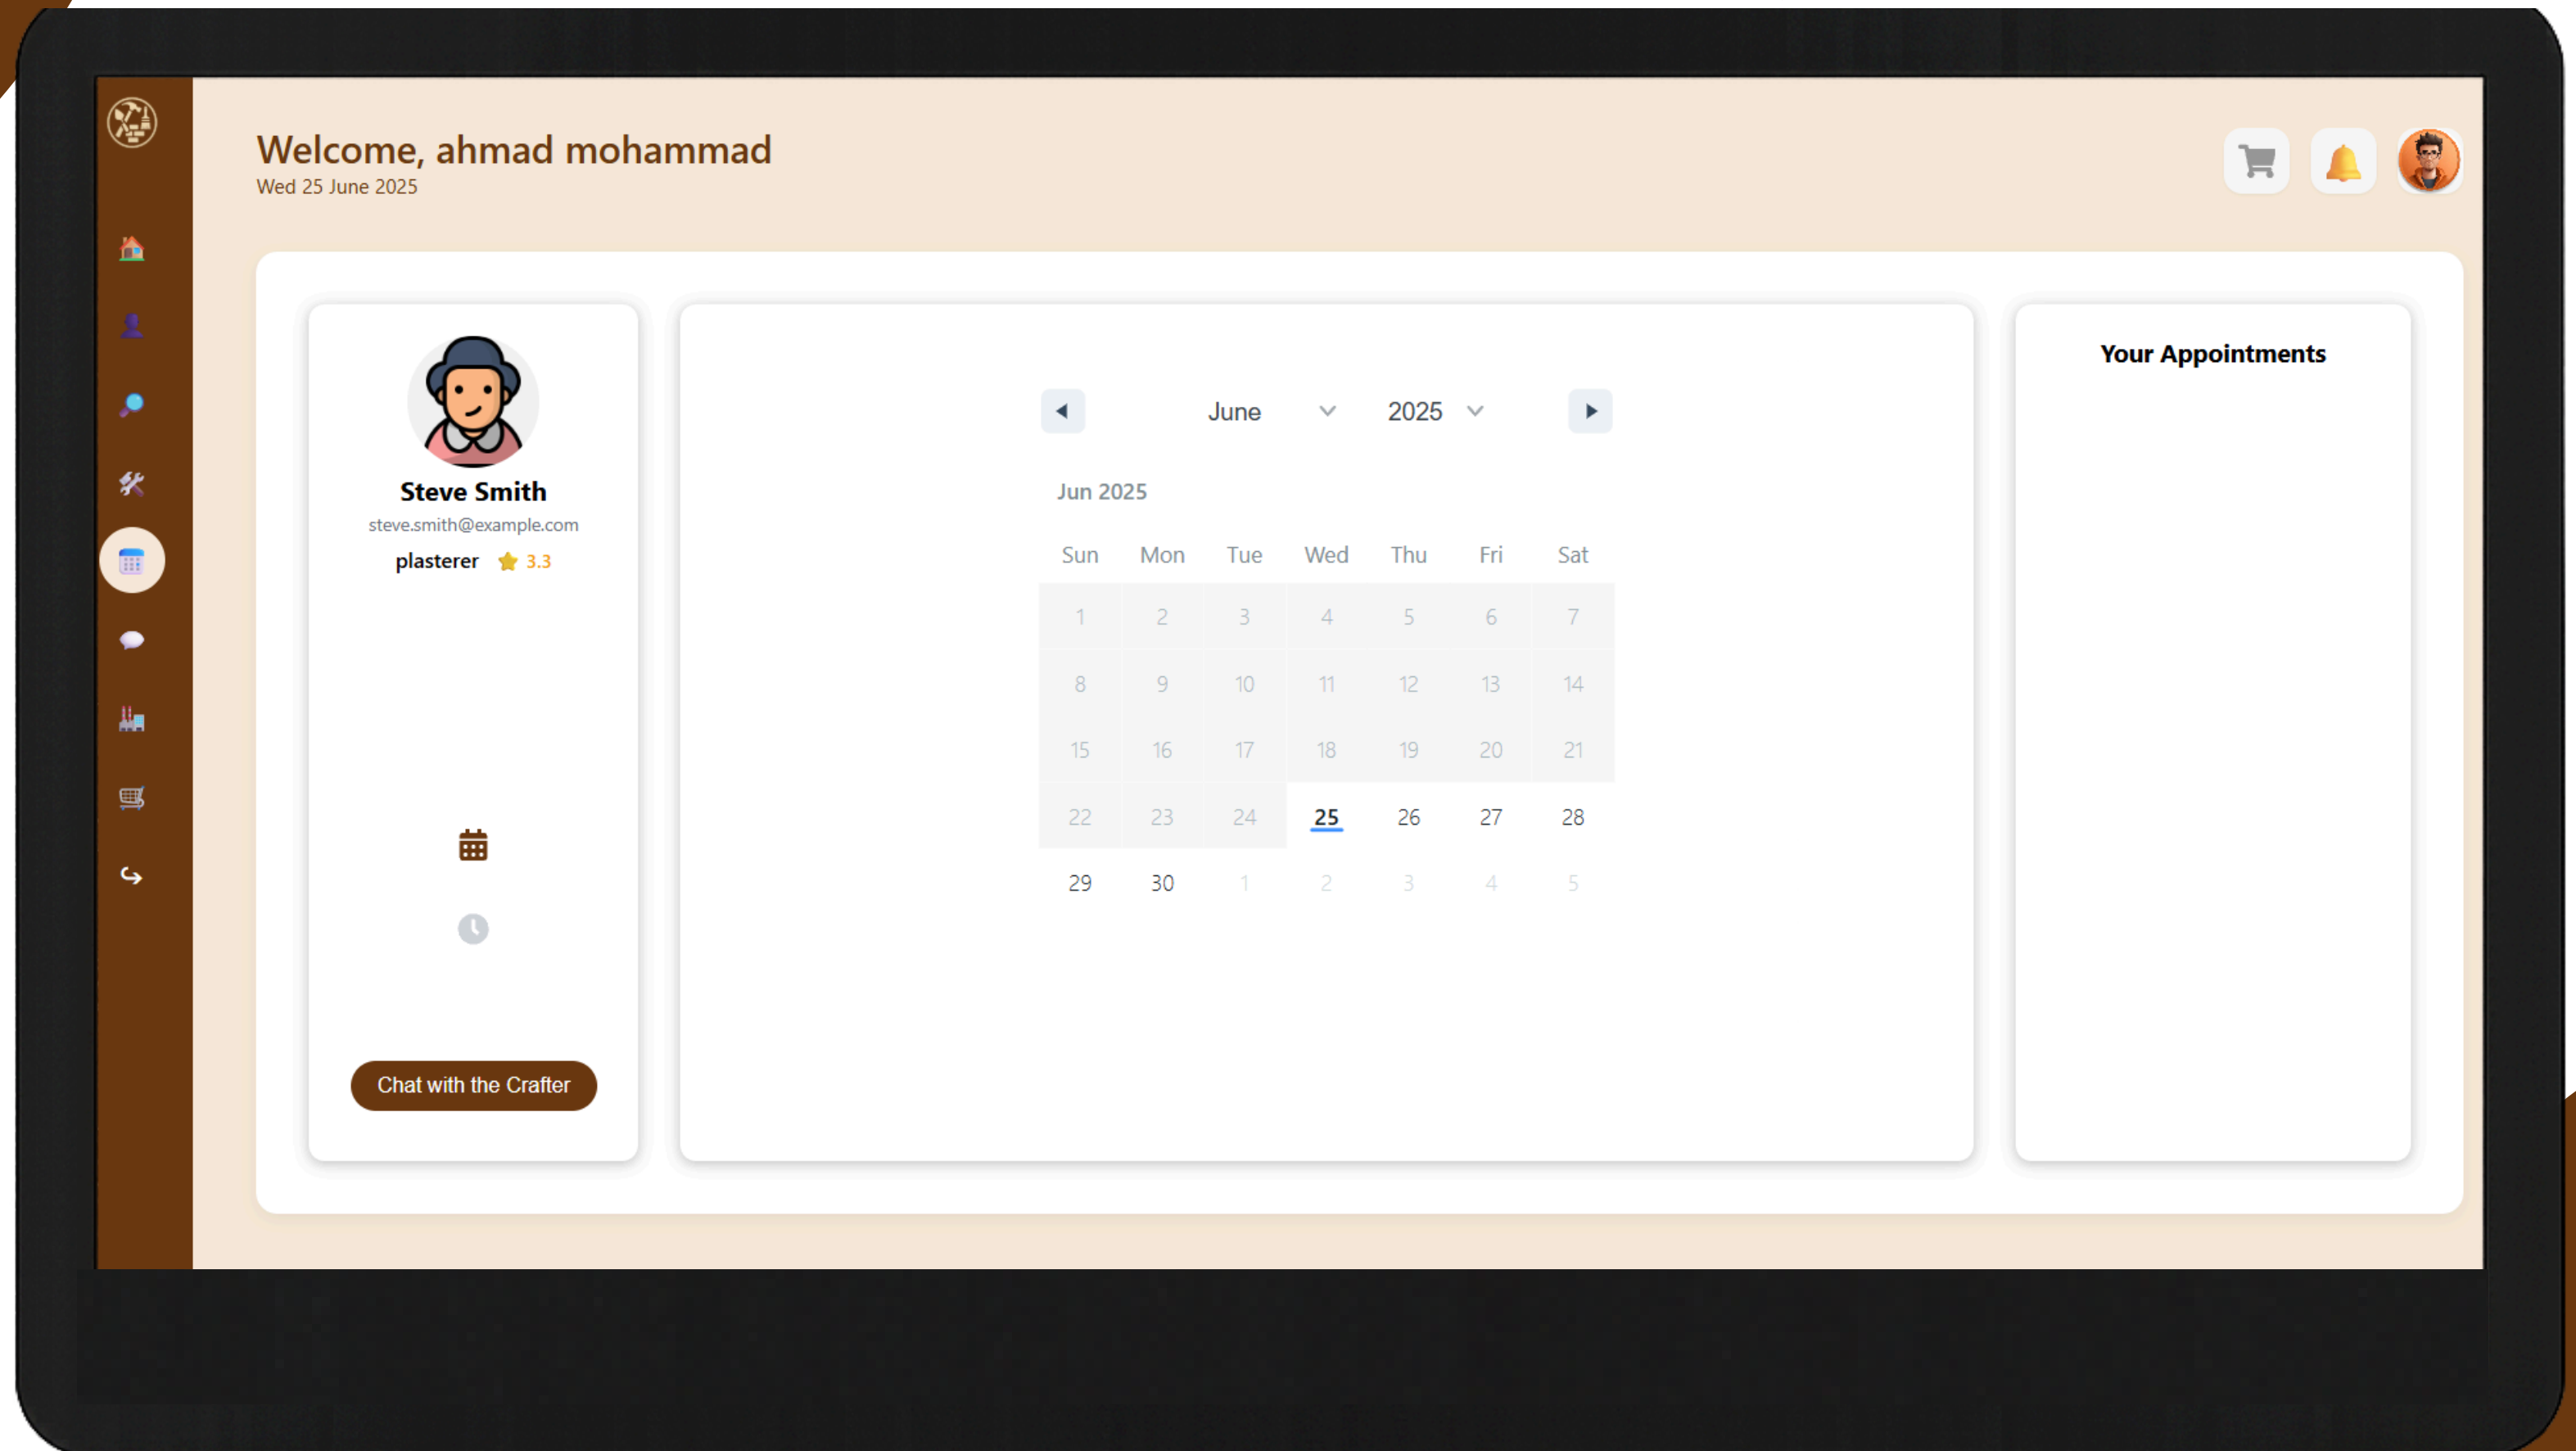 Welcome, ahmad mohammad
Wed 25 June 2025
Steve Smith
steve.smith@example.com
plasterer 3.3
Chat with the Crafter
June 2025
Jun 2025
Sun Mon Tue Wed Thu Fri Sat
1 2 3 4 5 6 7
8 9 10 11 12 13 14
15 16 17 18 19 20 21
22 23 24 25 26 27 28
29 30 1 2 3 4 5
Your Appointments